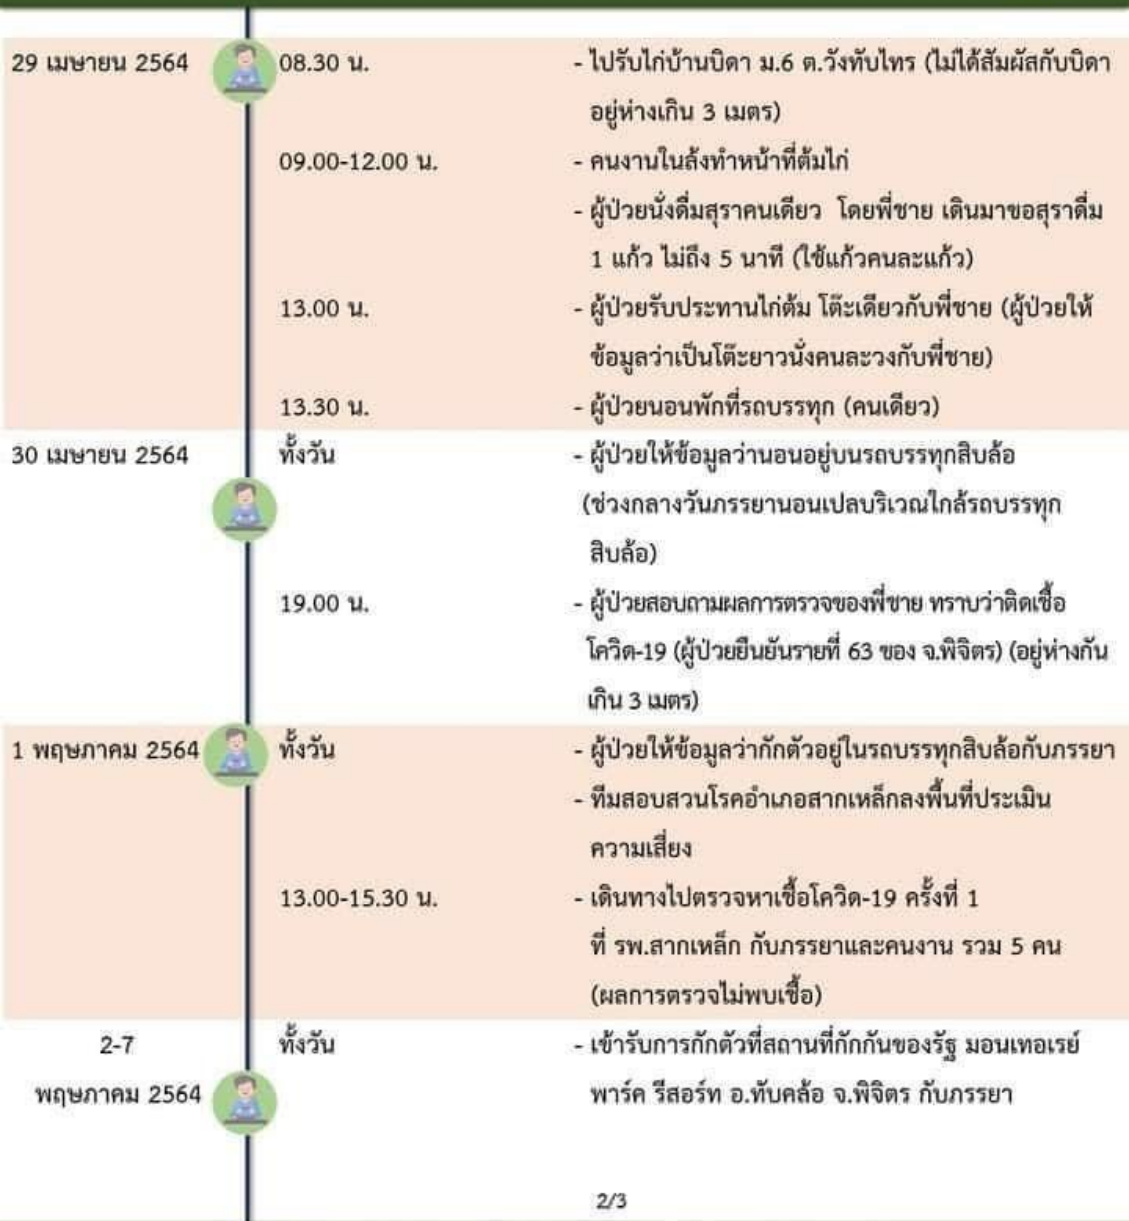 29 เมษายน 2564 08.30 น. - ไปรับไก่บ้านบิดา ม.6 ต.วังทับไทร (ไม่ได้สัมผัสกับบิดา
อยู่ห่างเกิน 3 เมตร)
09.00-12.00 น. - คนงานในล้งทำหน้าที่ต้มไก่
- ผู้ป่วยนั่งดื่มสุราคนเดียว โดยพี่ชาย เดินมาขอสุราดื่ม
1 แก้ว ไม่ถึง 5 นาที (ใช้แก้วคนละแก้ว)
13.00 น. - ผู้ป่วยรับประทานไก่ต้ม โต๊ะเดียวกับพี่ชาย (ผู้ป่วยให้
ข้อมูลว่าเป็นโต๊ะยาวนั่งคนละวงกับพี่ชาย)
13.30 น. - ผู้ป่วยนอนพักที่รถบรรทุก (คนเดียว)
30 เมษายน 2564 ทั้งวัน - ผู้ป่วยให้ข้อมูลว่านอนอยู่บนรถบรรทุกสิบล้อ
(ช่วงกลางวันภรรยานอนเปลบริเวณใกล้รถบรรทุก
สิบล้อ)
19.00 น. - ผู้ป่วยสอบถามผลการตรวจของพี่ชาย ทราบว่าติดเชื้อ
โควิด-19 (ผู้ป่วยยืนยันรายที่ 63 ของ จ.พิจิตร) (อยู่ห่างกัน
เกิน 3 เมตร)
1 พฤษภาคม 2564 ทั้งวัน - ผู้ป่วยให้ข้อมูลว่ากักตัวอยู่ในรถบรรทุกสิบล้อกับภรรยา
- ทีมสอบสวนโรคอำเภอสากเหล็กลงพื้นที่ประเมิน
ความเสี่ยง
13.00-15.30 น. - เดินทางไปตรวจหาเชื้อโควิด-19 ครั้งที่ 1
ที่ รพ.สากเหล็ก กับภรรยาและคนงาน รวม 5 คน
(ผลการตรวจไม่พบเชื้อ)
2-7 ทั้งวัน - เข้ารับการกักตัวที่สถานที่กักกันของรัฐ มอนเทอเรย์
พฤษภาคม 2564 พาร์ค รีสอร์ท อ.ทับคล้อ จ.พิจิตร กับภรรยา
2/3